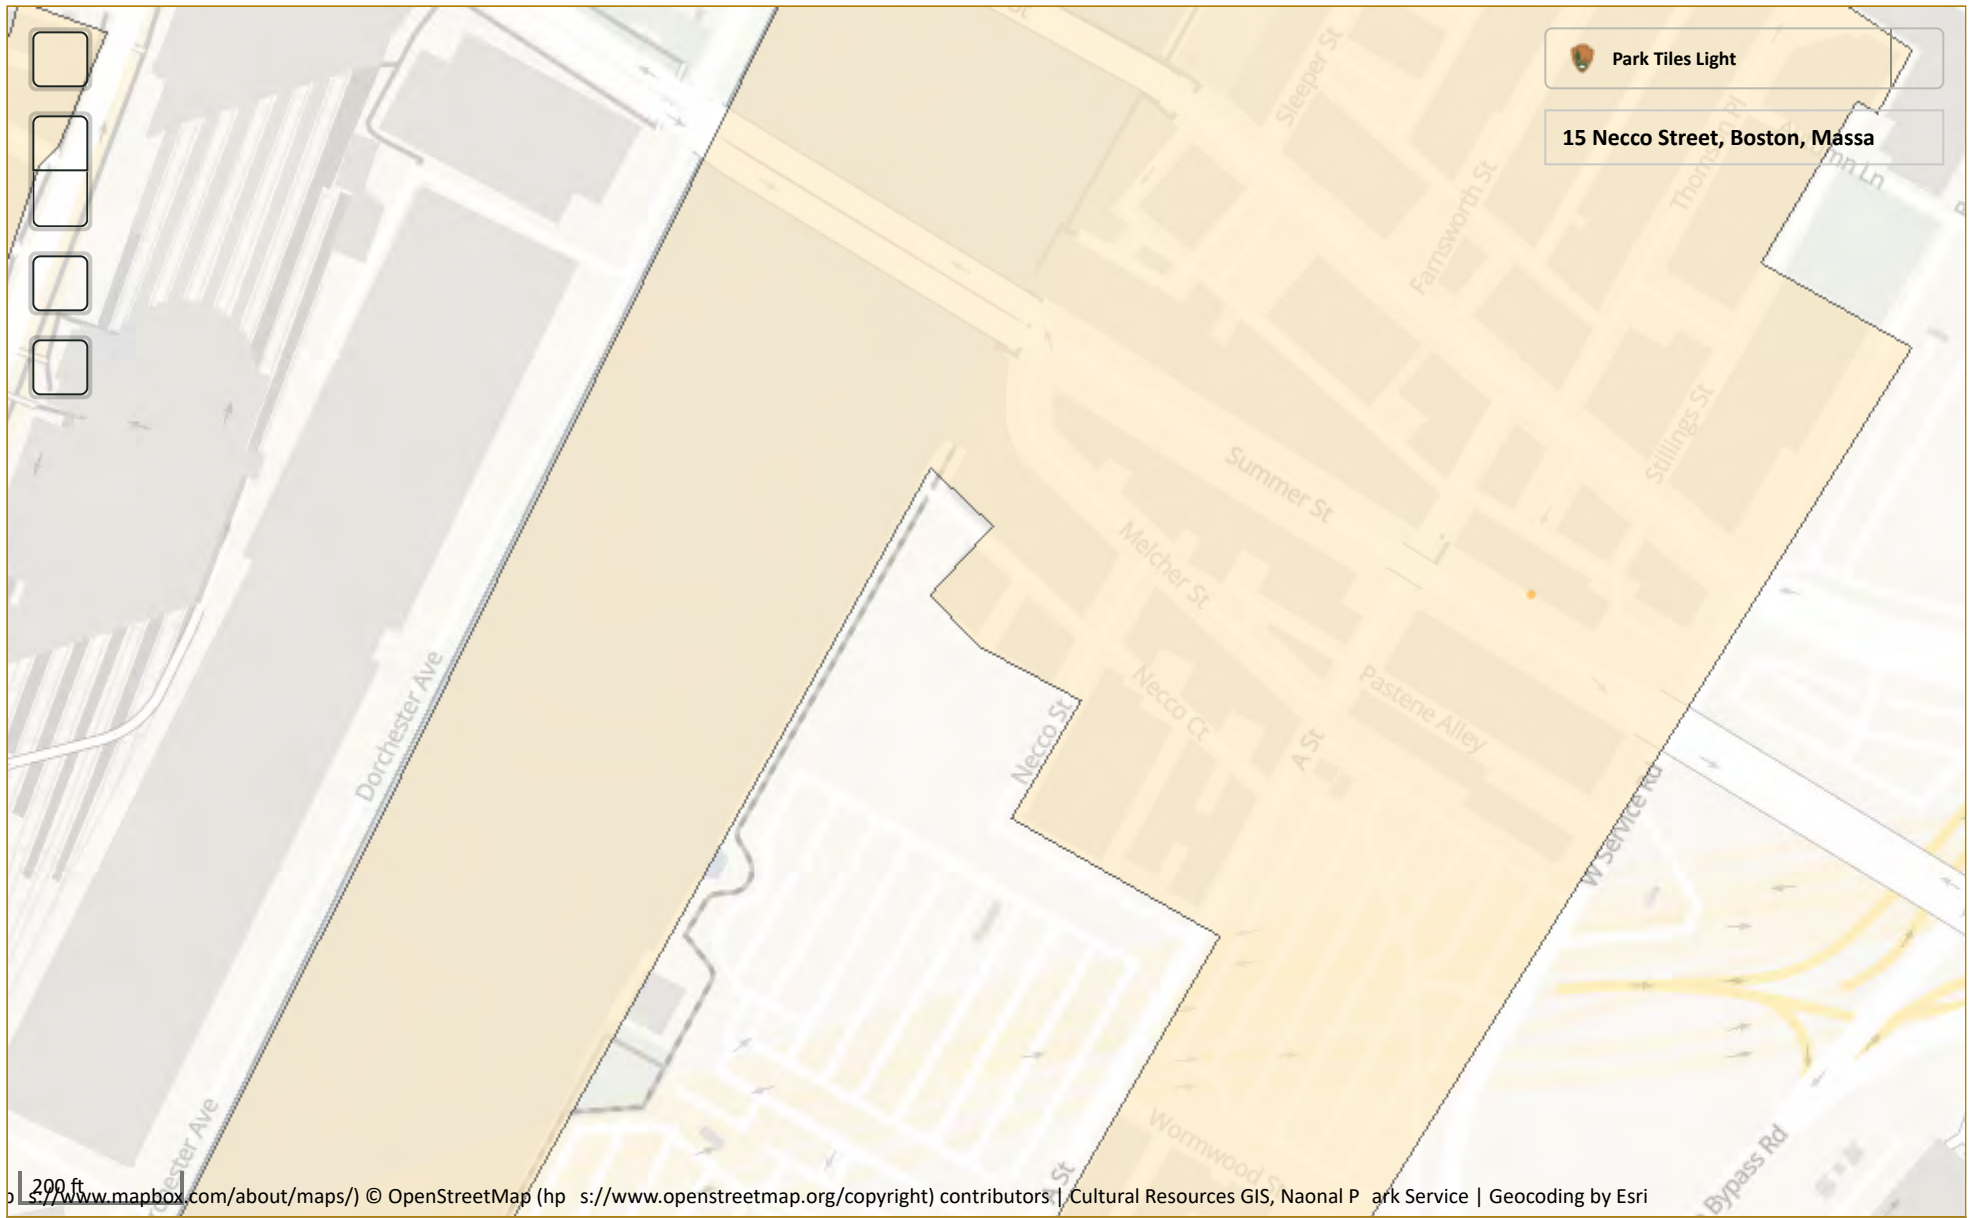 Park Tiles Light
15 Necco Street, Boston, Massa
St
Sleeper St
Farnsworth St
Stillings St
Summer St
Melcher St
Necco Ct
Necco St
Pastene Alley
A St
W Service Rd
Dorchester Ave
Wormwood St
A St
Bypass Rd
200 ft
s://www.mapbox.com/about/maps/) © OpenStreetMap (hp s://www.openstreetmap.org/copyright) contributors | Cultural Resources GIS, Naonal P ark Service | Geocoding by Esri